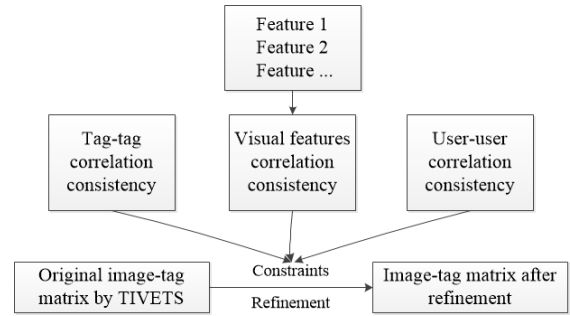 Feature 1
Feature 2
Feature ...
Tag-tag
correlation
consistency
Visual features
correlation
consistency
User-user
correlation
consistency
Constraints
Original image-tag
matrix by TIVETS
Refinement
Image-tag matrix after
refinement